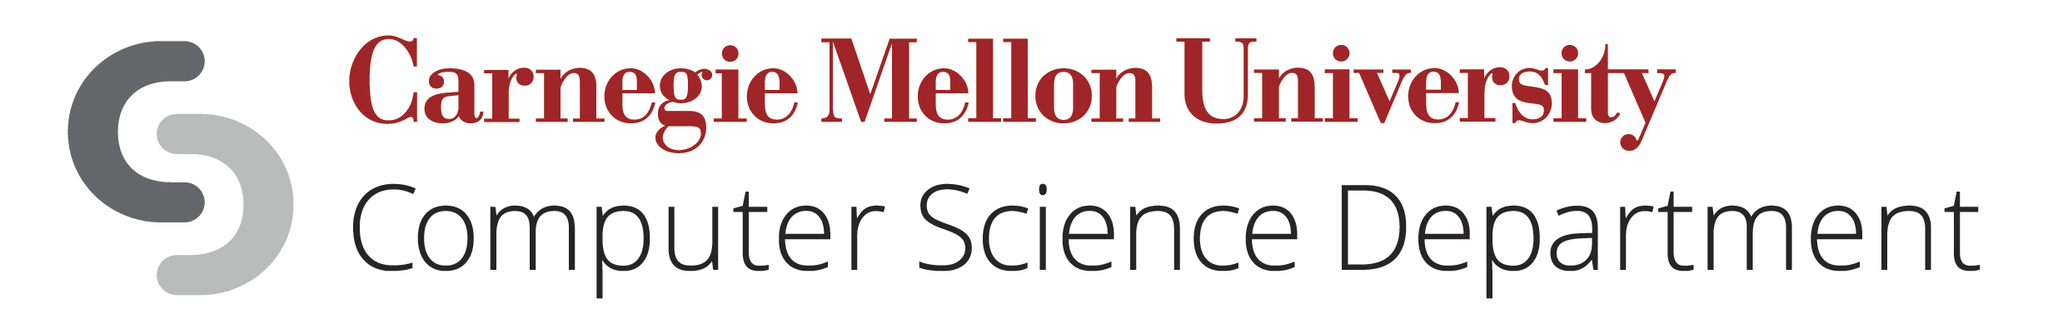 Carnegie Mellon University
Computer Science Department